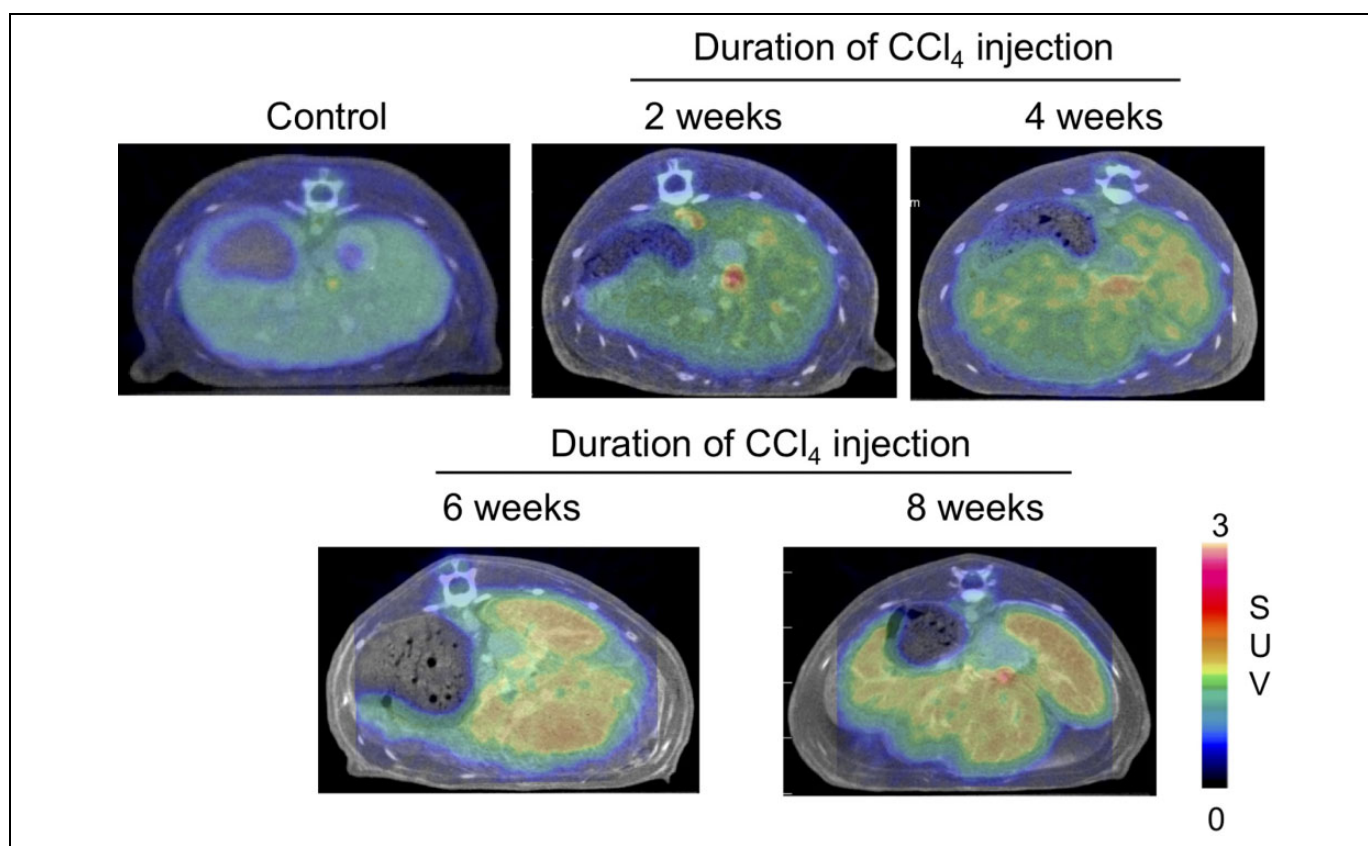 Duration of CCl₄ injection
Control
2 weeks
4 weeks
m
Duration of CCl₄ injection
6 weeks
8 weeks
3
S
U
V
0